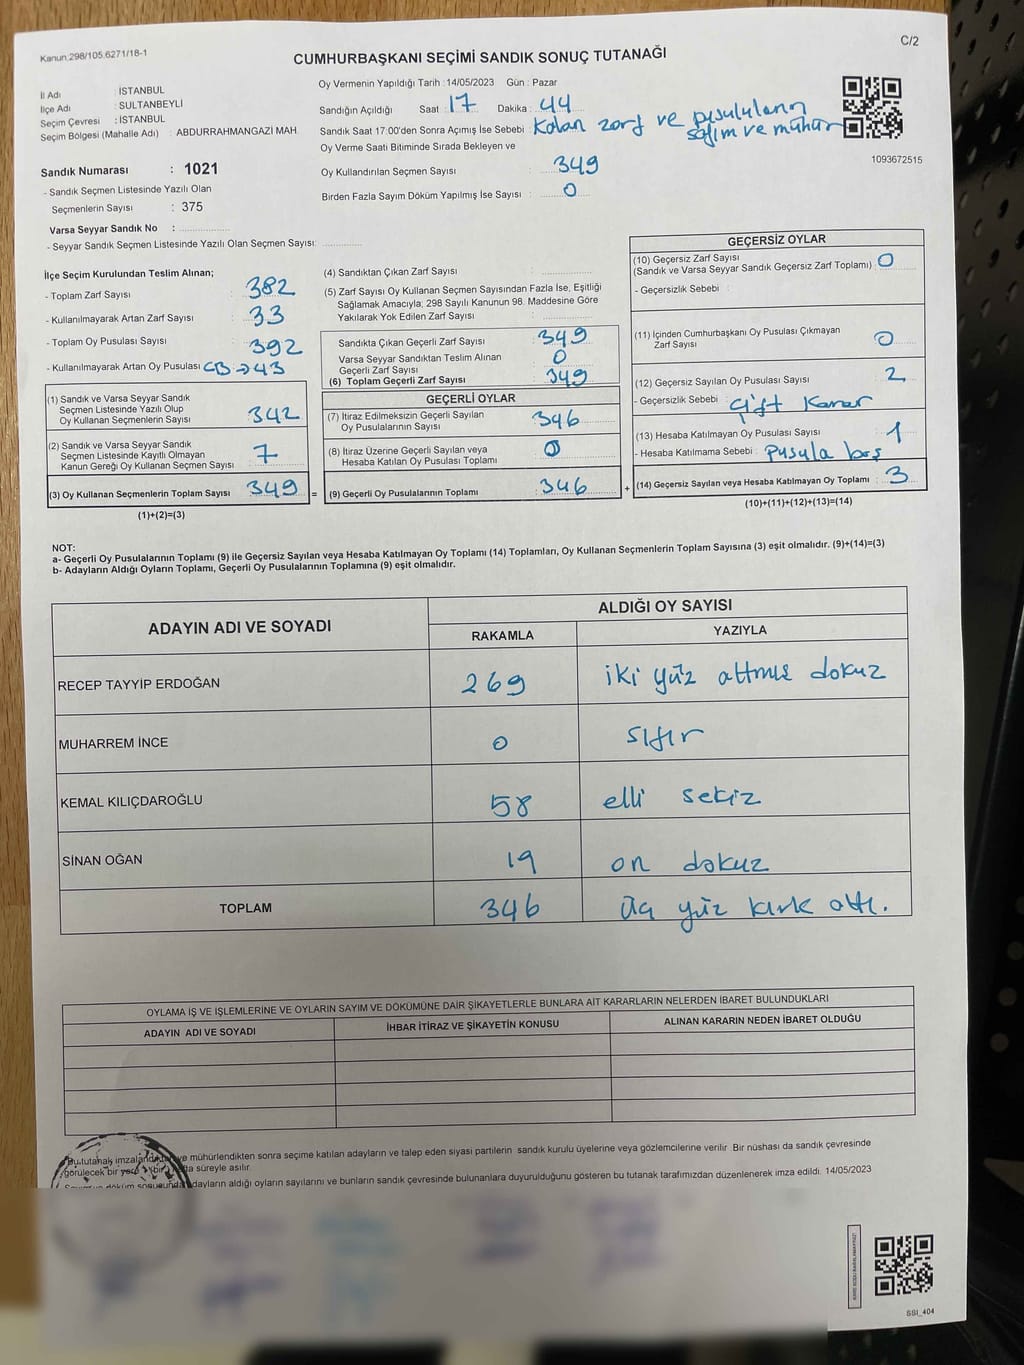 Kanun.298/105.6271/18-1
C/2
CUMHURBAŞKANI SEÇİMİ SANDIK SONUÇ TUTANAĞI
İl Adı : İSTANBUL
İlçe Adı : SULTANBEYLİ
Seçim Çevresi : İSTANBUL
Seçim Bölgesi (Mahalle Adı) : ABDURRAHMANGAZİ MAH.
Oy Vermenin Yapıldığı Tarih : 14/05/2023 Gün : Pazar
Sandığın Açıldığı Saat : 17 Dakika : 44
Sandık Saat 17.00'den Sonra Açımış İse Sebebi : Kalan zarf ve pusulaların
sayım ve mühür
Oy Verme Saati Bitiminde Sırada Bekleyen ve
Oy Kullandırılan Seçmen Sayısı : 349
Birden Fazla Sayım Döküm Yapılmış İse Sayısı : 0
1093672515
Sandık Numarası : 1021
- Sandık Seçmen Listesinde Yazılı Olan
Seçmenlerin Sayısı : 375
Varsa Seyyar Sandık No :
- Seyyar Sandık Seçmen Listesinde Yazılı Olan Seçmen Sayısı:
İlçe Seçim Kurulundan Teslim Alınan;
- Toplam Zarf Sayısı : 382
- Kullanılmayarak Artan Zarf Sayısı : 33
- Toplam Oy Pusulası Sayısı : 392
- Kullanılmayarak Artan Oy Pusulası CB → 43
(1) Sandık ve Varsa Seyyar Sandık
Seçmen Listesinde Yazılı Olup
Oy Kullanan Seçmenlerin Sayısı : 342
(2) Sandık ve Varsa Seyyar Sandık
Seçmen Listesinde Kayıtlı Olmayan
Kanun Gereği Oy Kullanan Seçmen Sayısı : 7
(3) Oy Kullanan Seçmenlerin Toplam Sayısı : 349
(1)+(2)=(3)
=
(4) Sandıktan Çıkan Zarf Sayısı :
(5) Zarf Sayısı Oy Kullanan Seçmen Sayısından Fazla İse, Eşitliği
Sağlamak Amacıyla; 298 Sayılı Kanunun 98. Maddesine Göre
Yakılarak Yok Edilen Zarf Sayısı :
Sandıkta Çıkan Geçerli Zarf Sayısı : 349
Varsa Seyyar Sandıktan Teslim Alınan
Geçerli Zarf Sayısı : 0
(6) Toplam Geçerli Zarf Sayısı : 349
GEÇERLİ OYLAR
(7) İtiraz Edilmeksizin Geçerli Sayılan
Oy Pusulalarının Sayısı : 346
(8) İtiraz Üzerine Geçerli Sayılan veya
Hesaba Katılan Oy Pusulası Toplamı : 0
(9) Geçerli Oy Pusulalarının Toplamı : 346
+
GEÇERSİZ OYLAR
(10) Geçersiz Zarf Sayısı
(Sandık ve Varsa Seyyar Sandık Geçersiz Zarf Toplamı) : 0
- Geçersizlik Sebebi :
(11) İçinden Cumhurbaşkanı Oy Pusulası Çıkmayan
Zarf Sayısı : 0
(12) Geçersiz Sayılan Oy Pusulası Sayısı : 2
- Geçersizlik Sebebi : Çift Karar
(13) Hesaba Katılmayan Oy Pusulası Sayısı : 1
- Hesaba Katılmama Sebebi : Pusula boş
(14) Geçersiz Sayılan veya Hesaba Katılmayan Oy Toplamı : 3
(10)+(11)+(12)+(13)=(14)
NOT:
a- Geçerli Oy Pusulalarının Toplamı (9) ile Geçersiz Sayılan veya Hesaba Katılmayan Oy Toplamı (14) Toplamları, Oy Kullanan Seçmenlerin Toplam Sayısına (3) eşit olmalıdır. (9)+(14)=(3)
b- Adayların Aldığı Oyların Toplamı, Geçerli Oy Pusulalarının Toplamına (9) eşit olmalıdır.
ADAYIN ADI VE SOYADI
ALDIĞI OY SAYISI
RAKAMLA YAZIYLA
RECEP TAYYİP ERDOĞAN 269 iki yüz altmış dokuz
MUHARREM İNCE 0 sıfır
KEMAL KILIÇDAROĞLU 58 elli sekiz
SİNAN OĞAN 19 on dokuz
TOPLAM 346 Üç yüz kırk altı.
OYLAMA İŞ VE İŞLEMLERİNE VE OYLARIN SAYIM VE DÖKÜMÜNE DAİR ŞİKAYETLERLE BUNLARA AİT KARARLARIN NELERDEN İBARET BULUNDUKLARI
ADAYIN ADI VE SOYADI İHBAR İTİRAZ VE ŞİKAYETİN KONUSU ALINAN KARARIN NEDEN İBARET OLDUĞU
Bu tutanak ve mühürlendikten sonra seçime katılan adayların ve talep eden siyasi partilerin sandık kurulu üyelerine veya gözlemcilerine verilir Bir nüshası da sandık çevresinde
görülecek bir süreyle asılır.
adayların aldığı oyların sayılarını ve bunların sandık çevresinde bulunanlara duyurulduğunu gösteren bu tutanak tarafımızdan düzenlenerek imza edildi. 14/05/2023
SSI_404